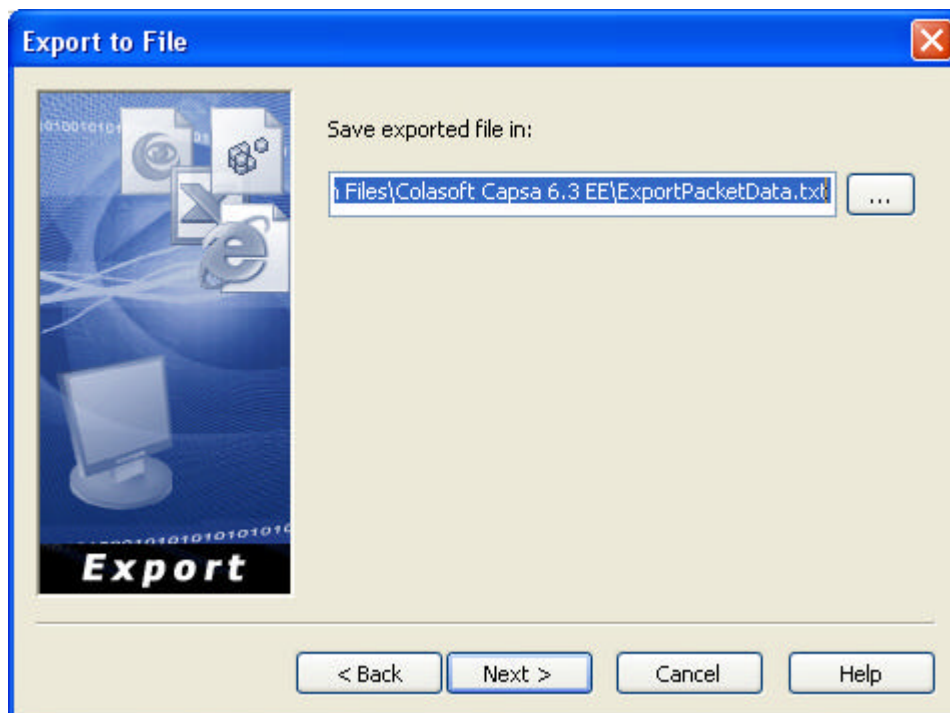 Export to File
Save exported file in:
Files\Colasoft Capsa 6.3 EE\ExportPacketData.txt
...
Export
< Back
Next >
Cancel
Help